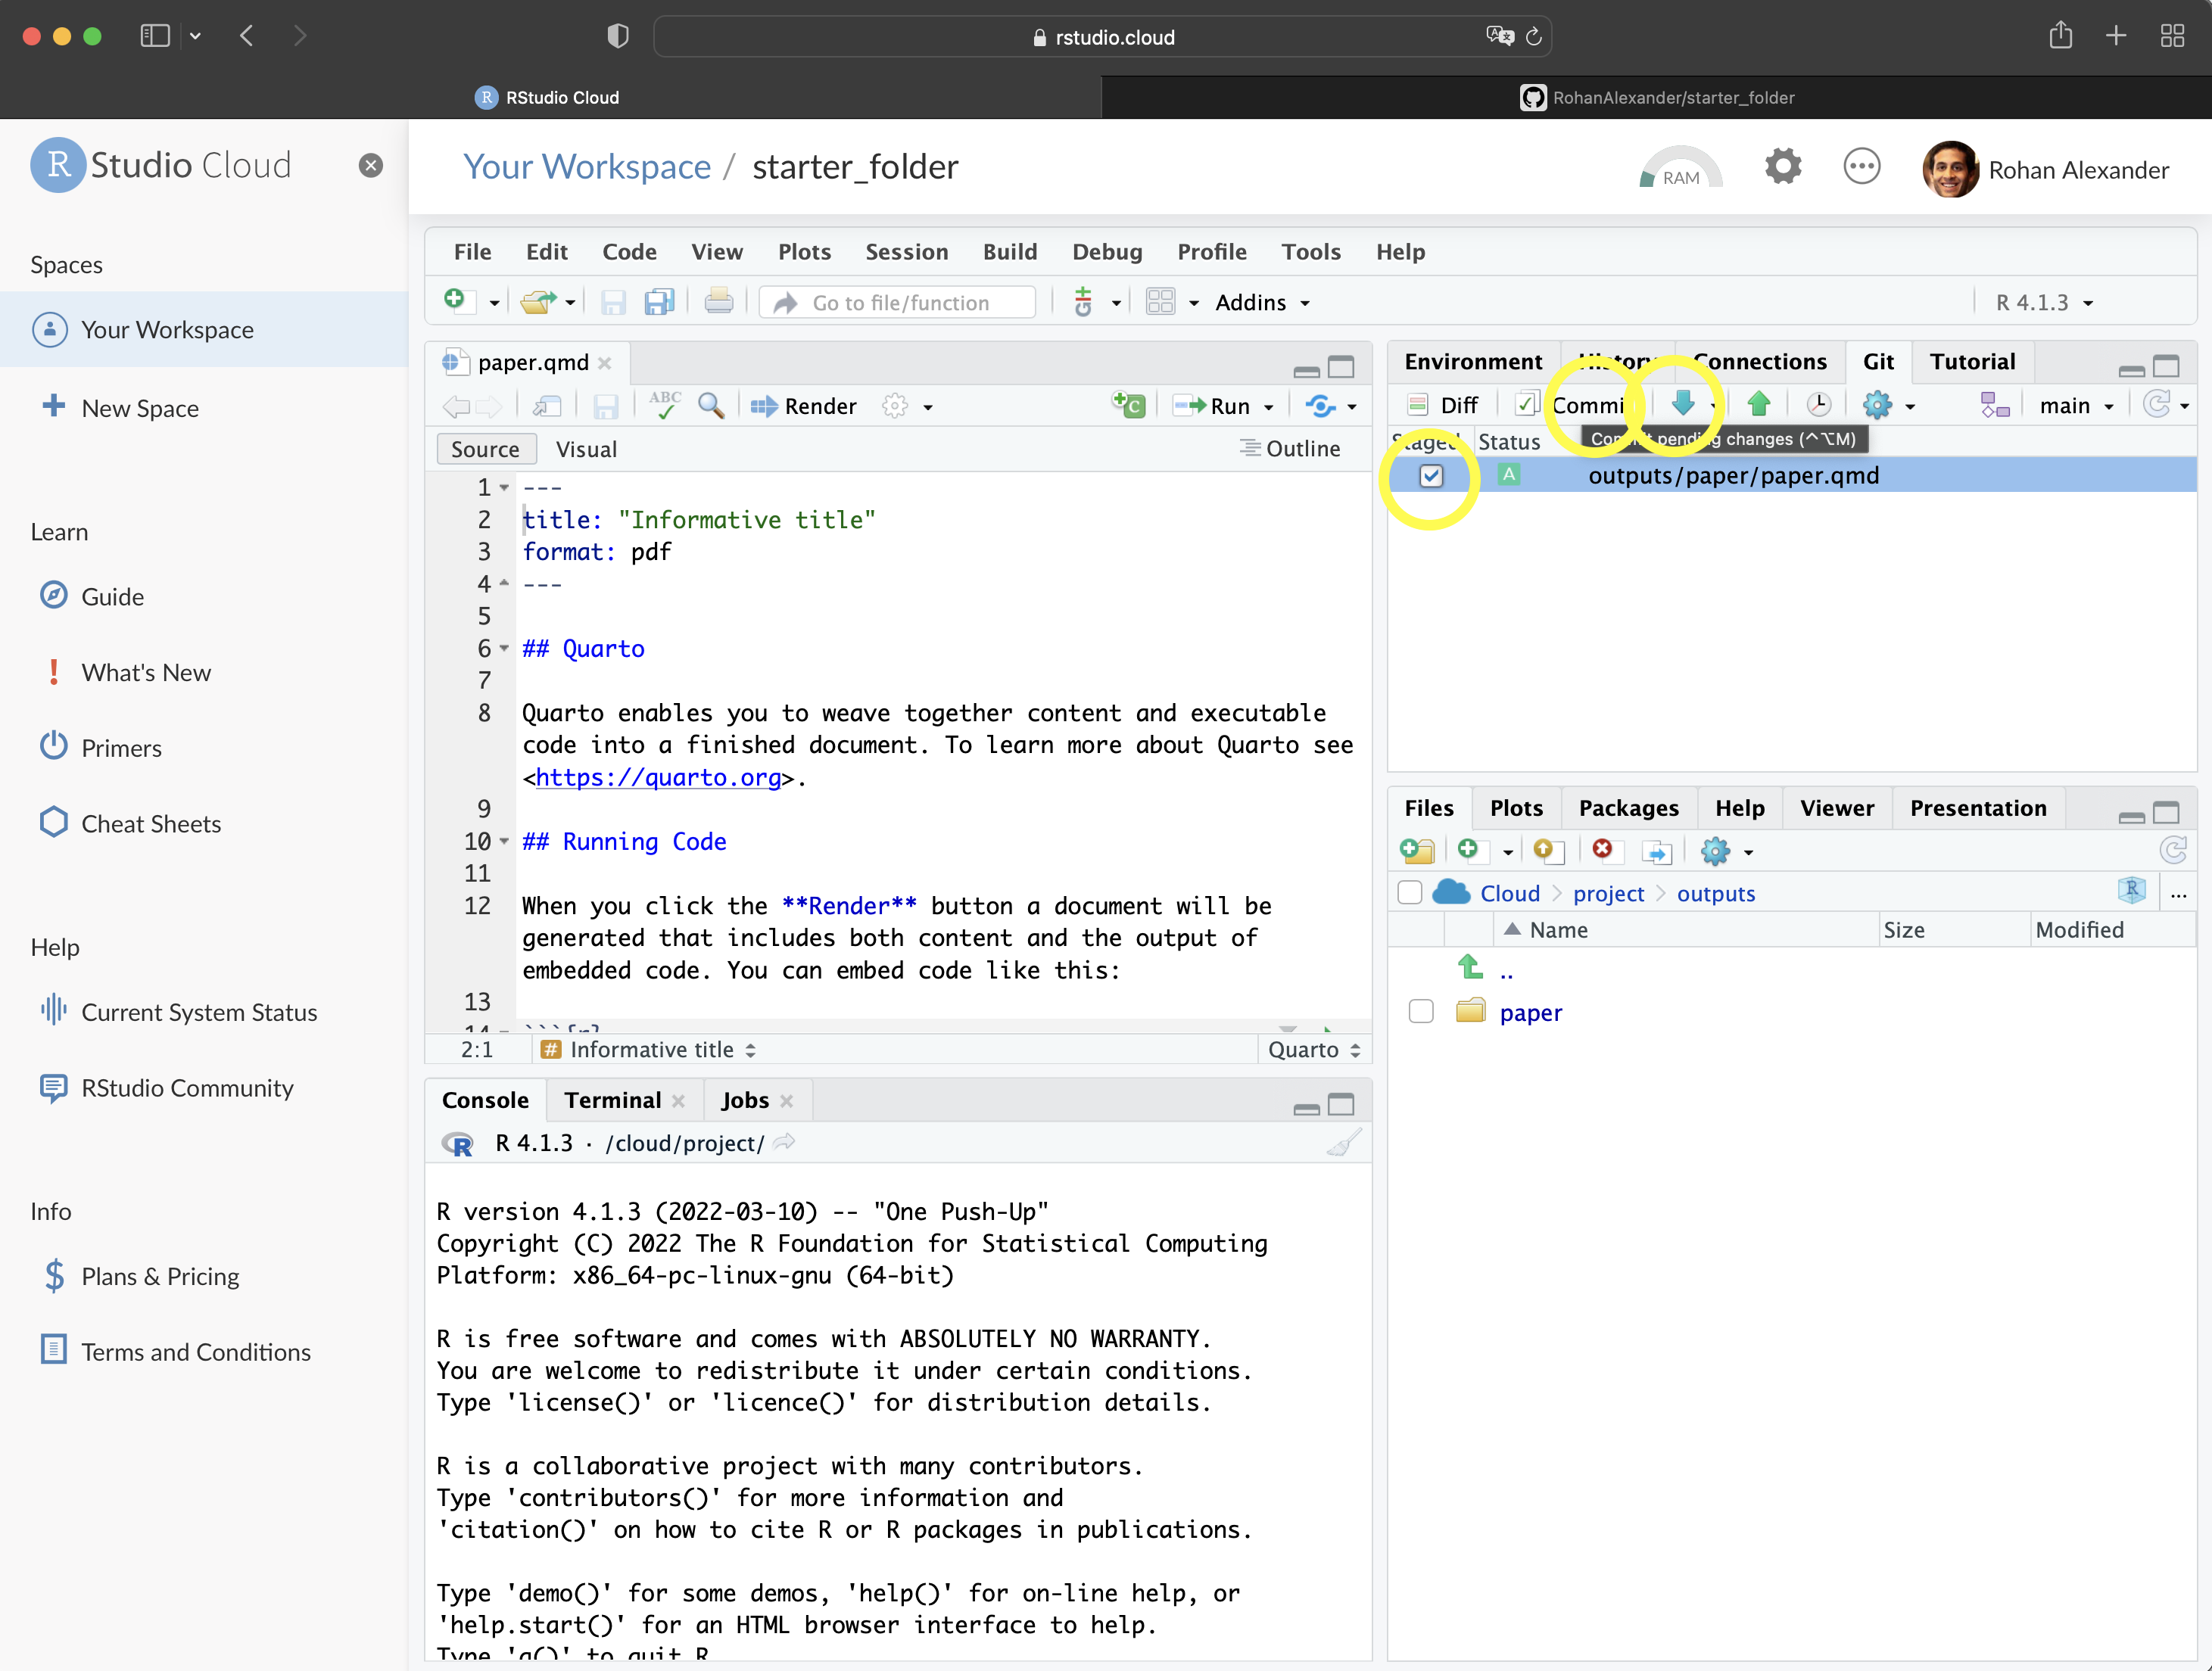 rstudio.cloud
RStudio Cloud
RohanAlexander/starter_folder
R Studio Cloud
Your Workspace / starter_folder
RAM
Rohan Alexander
Spaces
Your Workspace
New Space
Learn
Guide
What's New
Primers
Cheat Sheets
Help
Current System Status
RStudio Community
Info
Plans & Pricing
Terms and Conditions
File Edit Code View Plots Session Build Debug Profile Tools Help
Go to file/function
Addins
R 4.1.3
paper.qmd
ABC
Render
Run
Source Visual
Outline
1 ---
2 title: "Informative title"
3 format: pdf
4 ---
5
6 ## Quarto
7
8 Quarto enables you to weave together content and executable
code into a finished document. To learn more about Quarto see
<https://quarto.org>.
9
10 ## Running Code
11
12 When you click the **Render** button a document will be
generated that includes both content and the output of
embedded code. You can embed code like this:
13
14 ```{r}
2:1 # Informative title Quarto
Console Terminal Jobs
R 4.1.3 · /cloud/project/
R version 4.1.3 (2022-03-10) -- "One Push-Up"
Copyright (C) 2022 The R Foundation for Statistical Computing
Platform: x86_64-pc-linux-gnu (64-bit)
R is free software and comes with ABSOLUTELY NO WARRANTY.
You are welcome to redistribute it under certain conditions.
Type 'license()' or 'licence()' for distribution details.
R is a collaborative project with many contributors.
Type 'contributors()' for more information and
'citation()' on how to cite R or R packages in publications.
Type 'demo()' for some demos, 'help()' for on-line help, or
'help.start()' for an HTML browser interface to help.
Type 'q()' to quit R
Environment History Connections Git Tutorial
Diff Commit main
Staged Status
Commit pending changes (^⌥M)
A outputs/paper/paper.qmd
Files Plots Packages Help Viewer Presentation
Cloud > project > outputs
R ...
Name Size Modified
..
paper